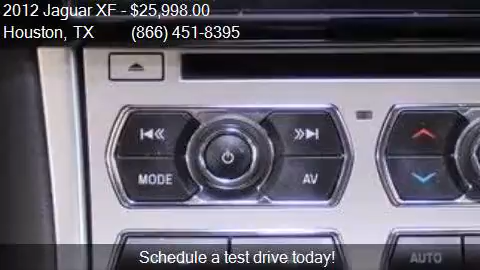 2012 Jaguar XF - $25,998.00
Houston, TX (866) 451-8395
MODE
AV
AUTO
Schedule a test drive today!